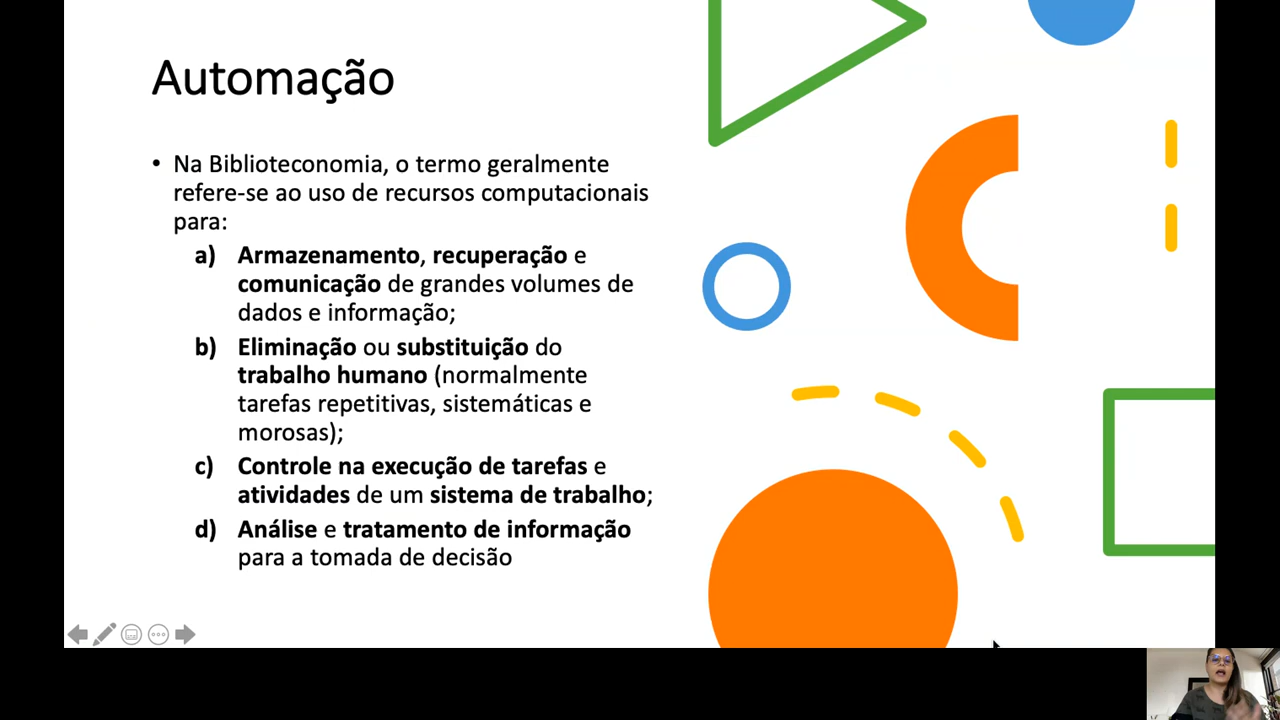 Automação
• Na Biblioteconomia, o termo geralmente
refere-se ao uso de recursos computacionais
para:
a) Armazenamento, recuperação e
comunicação de grandes volumes de
dados e informação;
b) Eliminação ou substituição do
trabalho humano (normalmente
tarefas repetitivas, sistemáticas e
morosas);
c) Controle na execução de tarefas e
atividades de um sistema de trabalho;
d) Análise e tratamento de informação
para a tomada de decisão